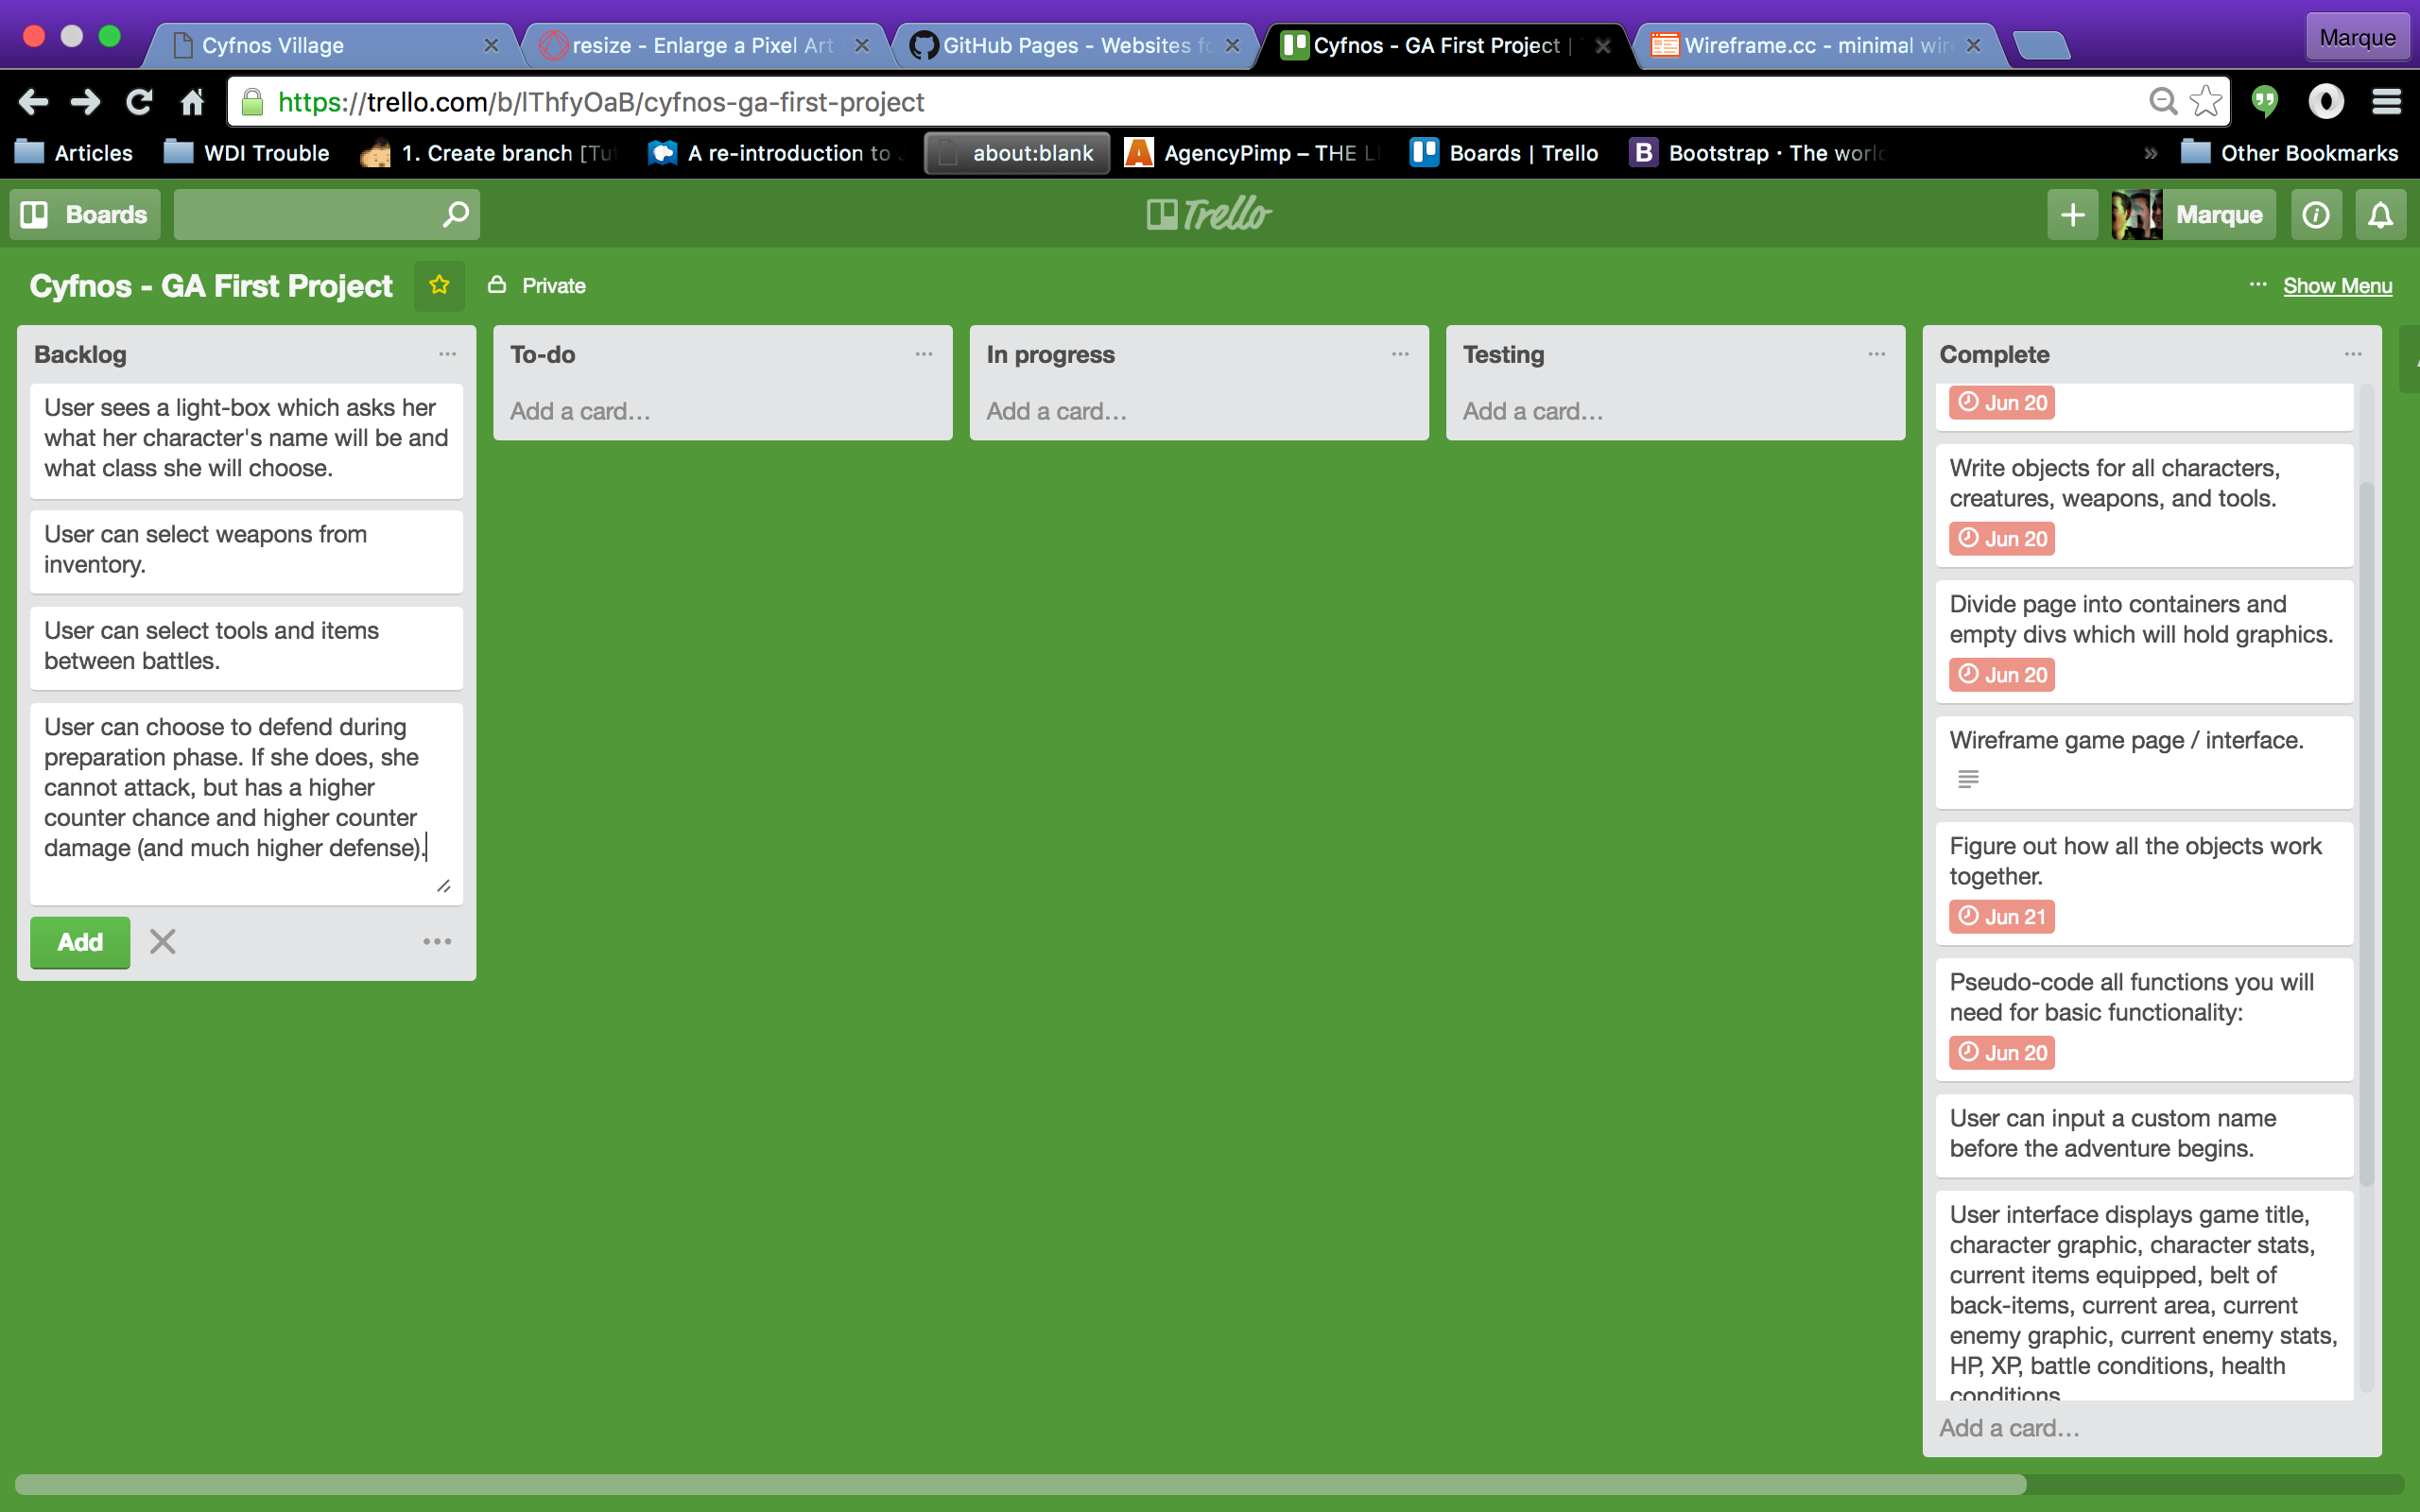 Cyfnos Village
resize - Enlarge a Pixel Art
GitHub Pages - Websites fo
Cyfnos - GA First Project |
Wireframe.cc - minimal wire
Marque
https://trello.com/b/lThfyOaB/cyfnos-ga-first-project
Articles
WDI Trouble
1. Create branch [Tut
A re-introduction to J
about:blank
AgencyPimp – THE LI
Boards | Trello
B Bootstrap · The world
»
Other Bookmarks
Boards
Trello
Marque
Cyfnos - GA First Project
Private
... Show Menu
Backlog
User sees a light-box which asks her
what her character's name will be and
what class she will choose.
User can select weapons from
inventory.
User can select tools and items
between battles.
User can choose to defend during
preparation phase. If she does, she
cannot attack, but has a higher
counter chance and higher counter
damage (and much higher defense).
Add
To-do
Add a card...
In progress
Add a card...
Testing
Add a card...
Complete
Jun 20
Write objects for all characters,
creatures, weapons, and tools.
Jun 20
Divide page into containers and
empty divs which will hold graphics.
Jun 20
Wireframe game page / interface.
Figure out how all the objects work
together.
Jun 21
Pseudo-code all functions you will
need for basic functionality:
Jun 20
User can input a custom name
before the adventure begins.
User interface displays game title,
character graphic, character stats,
current items equipped, belt of
back-items, current area, current
enemy graphic, current enemy stats,
HP, XP, battle conditions, health
conditions
Add a card...